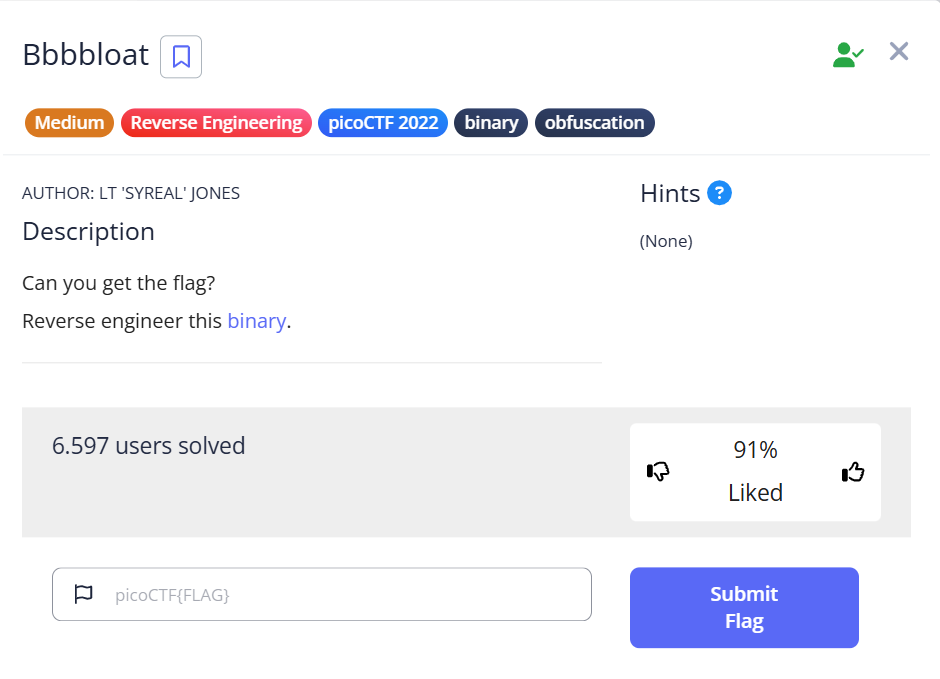 Bbbbloat
Medium Reverse Engineering picoCTF 2022 binary obfuscation
AUTHOR: LT 'SYREAL' JONES
Description
Can you get the flag?
Reverse engineer this binary.
Hints ?
(None)
6.597 users solved
91%
Liked
picoCTF{FLAG}
Submit
Flag